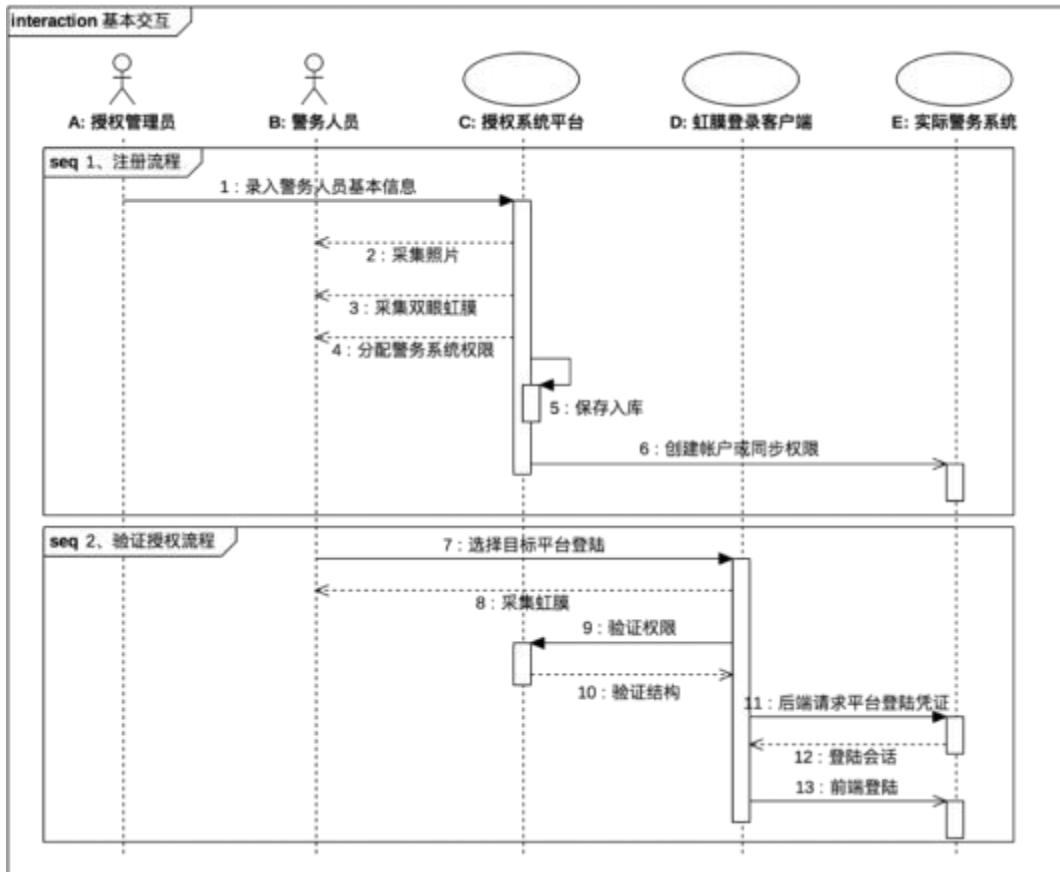 interaction 基本交互
A: 授权管理员
B: 警务人员
C: 授权系统平台
D: 虹膜登录客户端
E: 实际警务系统
seq 1、注册流程
1：录入警务人员基本信息
2：采集照片
3：采集双眼虹膜
4：分配警务系统权限
5：保存入库
6：创建帐户或同步权限
seq 2、验证授权流程
7：选择目标平台登陆
8：采集虹膜
9：验证权限
10：验证结构
11：后端请求平台登陆凭证
12：登陆会话
13：前端登陆